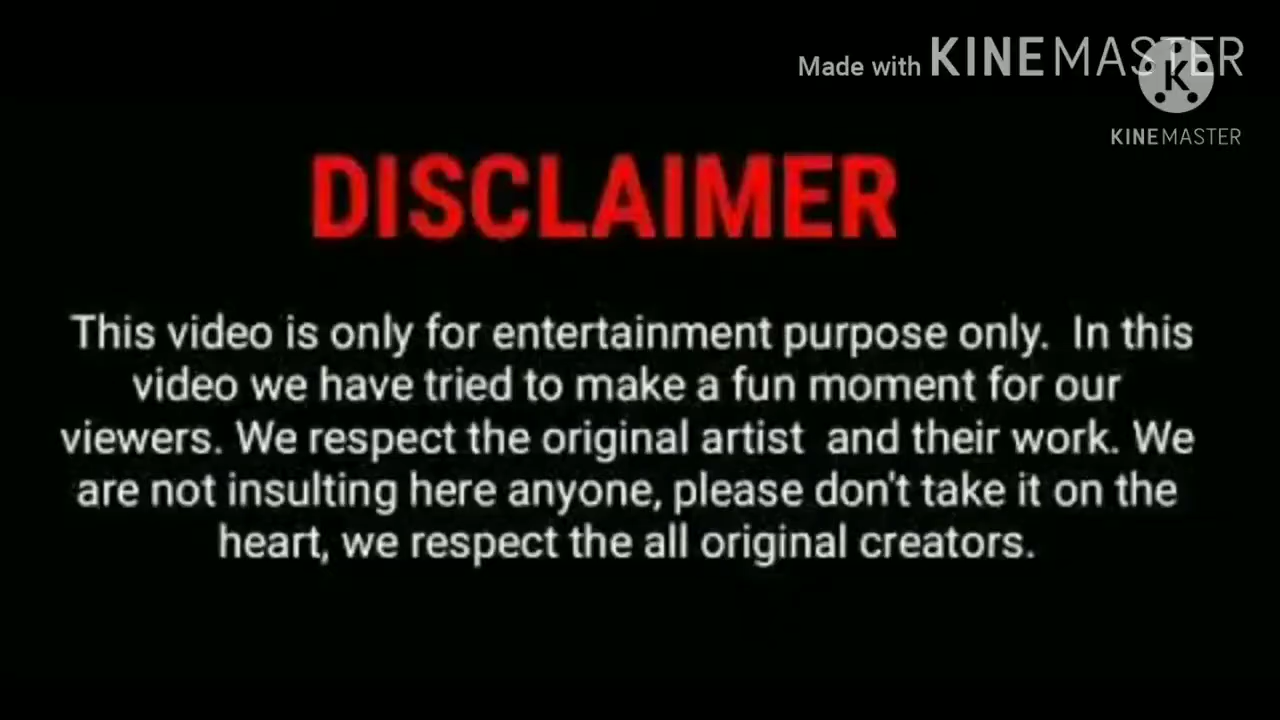 Made with KINEMASTER
K
KINEMASTER
DISCLAIMER
This video is only for entertainment purpose only.  In this
video we have tried to make a fun moment for our
viewers. We respect the original artist  and their work. We
are not insulting here anyone, please don't take it on the
heart, we respect the all original creators.